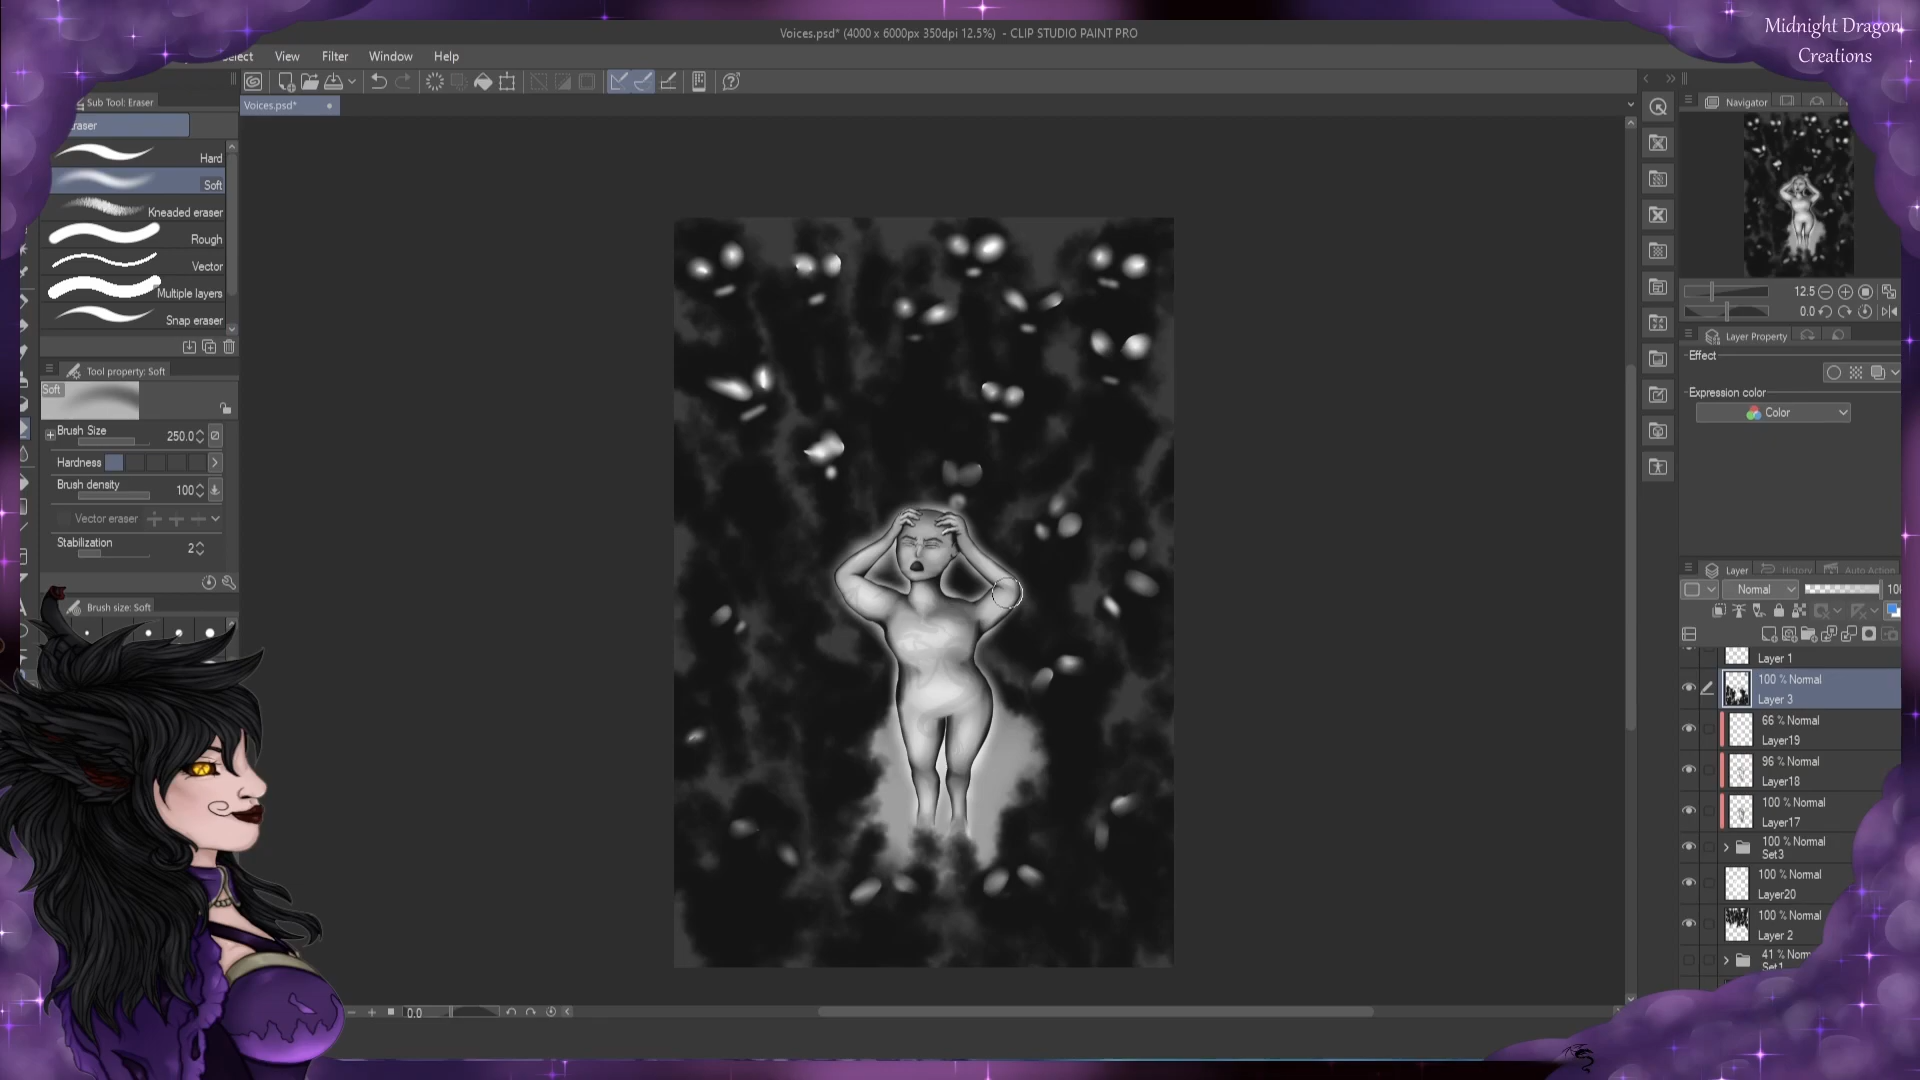 Midnight Dragon
Creations
Voices.psd* (4000 x 6000px 350dpi 12.5%) - CLIP STUDIO PAINT PRO
View Filter Window Help
Sub Tool: Eraser
Voices.psd*
Hard
Soft
Kneaded eraser
Rough
Vector
Multiple layers
Snap eraser
Tool property: Soft
Soft
Brush Size 250.0
Hardness
Brush density 100
Vector eraser
Stabilization 2
Brush size: Soft
0.0
Navigator
12.5
0.0
Layer Property
Effect
Expression color
Color
Layer History Auto Action
Normal
Layer 1
100 % Normal
Layer 3
66 % Normal
Layer19
96 % Normal
Layer18
100 % Normal
Layer17
100 % Normal
Set3
100 % Normal
Layer20
100 % Normal
Layer 2
41 %
Set1